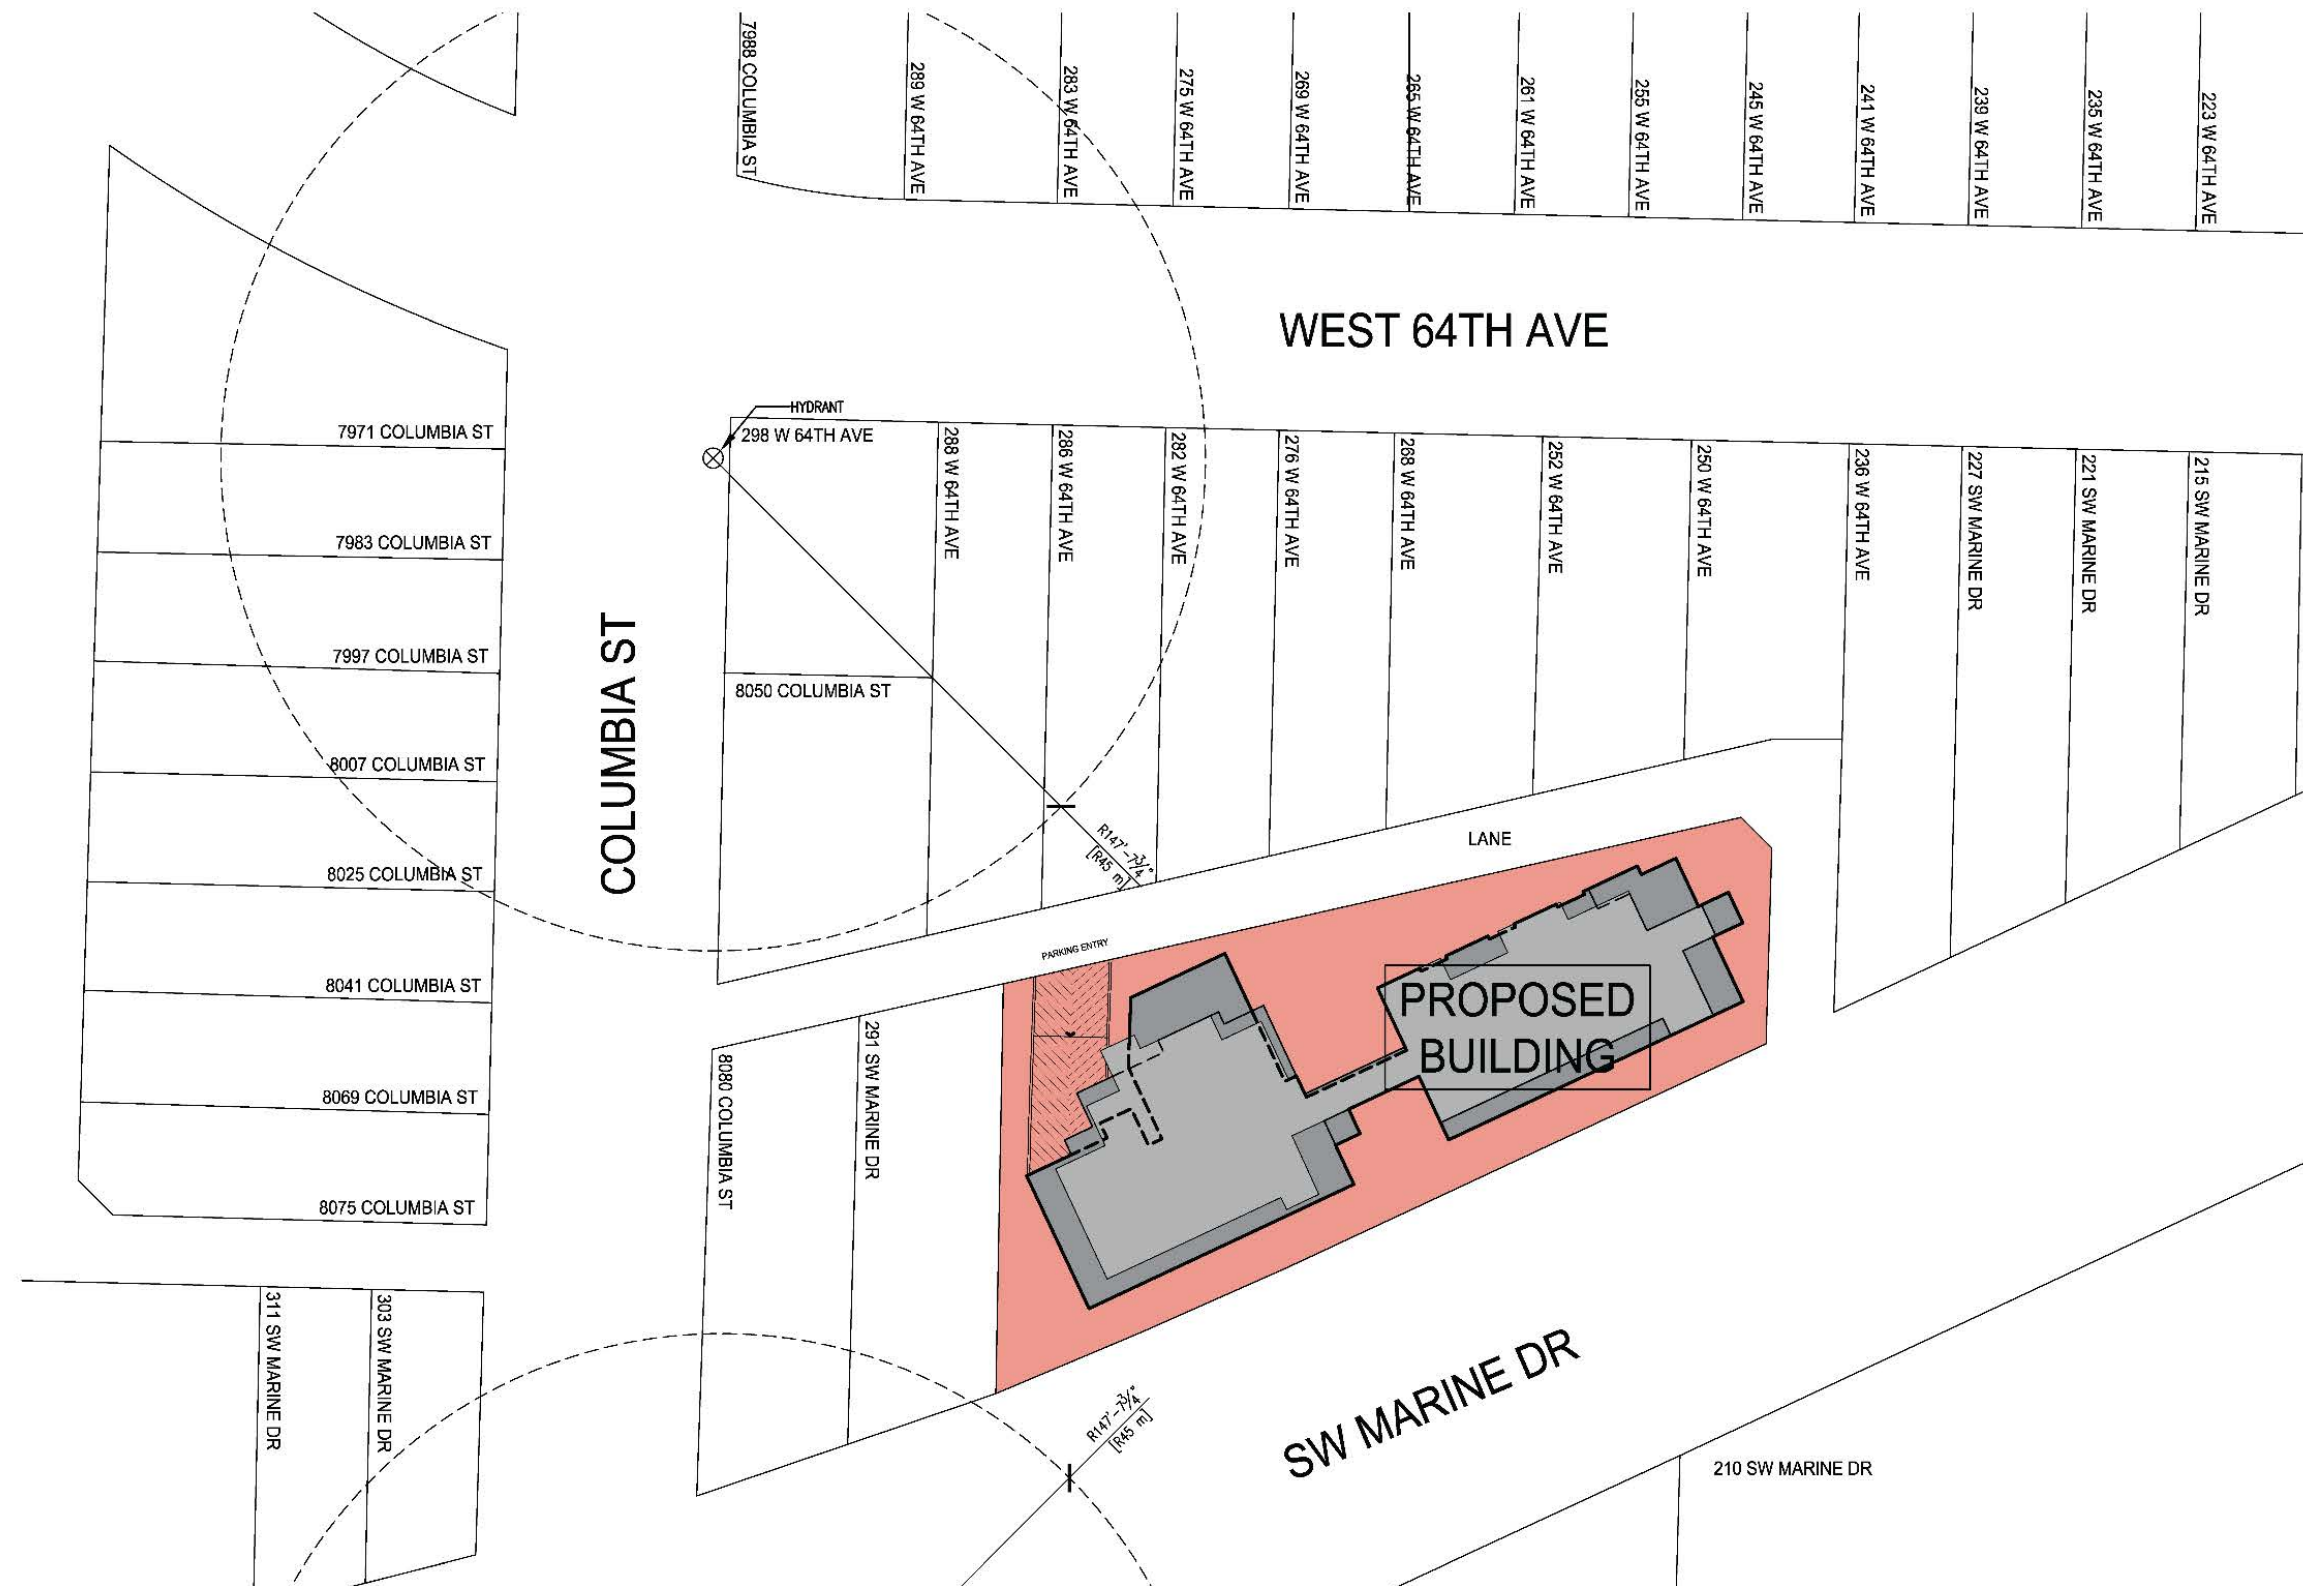 7988 COLUMBIA ST
289 W 64TH AVE
283 W 64TH AVE
275 W 64TH AVE
269 W 64TH AVE
265 W 64TH AVE
261 W 64TH AVE
255 W 64TH AVE
245 W 64TH AVE
241 W 64TH AVE
239 W 64TH AVE
235 W 64TH AVE
223 W 64TH AVE
WEST 64TH AVE
HYDRANT
298 W 64TH AVE
288 W 64TH AVE
286 W 64TH AVE
282 W 64TH AVE
276 W 64TH AVE
268 W 64TH AVE
252 W 64TH AVE
250 W 64TH AVE
236 W 64TH AVE
227 SW MARINE DR
221 SW MARINE DR
215 SW MARINE DR
7971 COLUMBIA ST
7983 COLUMBIA ST
7997 COLUMBIA ST
8007 COLUMBIA ST
8025 COLUMBIA ST
8041 COLUMBIA ST
8069 COLUMBIA ST
8075 COLUMBIA ST
COLUMBIA ST
8050 COLUMBIA ST
R147'-7 3/4"
[R45 m]
LANE
PARKING ENTRY
PROPOSED
BUILDING
8080 COLUMBIA ST
291 SW MARINE DR
311 SW MARINE DR
303 SW MARINE DR
R147'-7 3/4"
[R45 m]
SW MARINE DR
210 SW MARINE DR